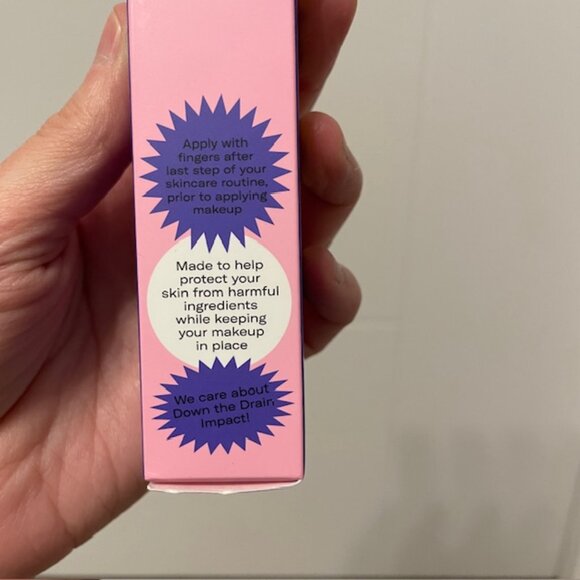 Apply with
fingers after
last step of your
skincare routine,
prior to applying
makeup
Made to help
protect your
skin from harmful
ingredients
while keeping
your makeup
in place
We care about
Down the Drain
Impact!